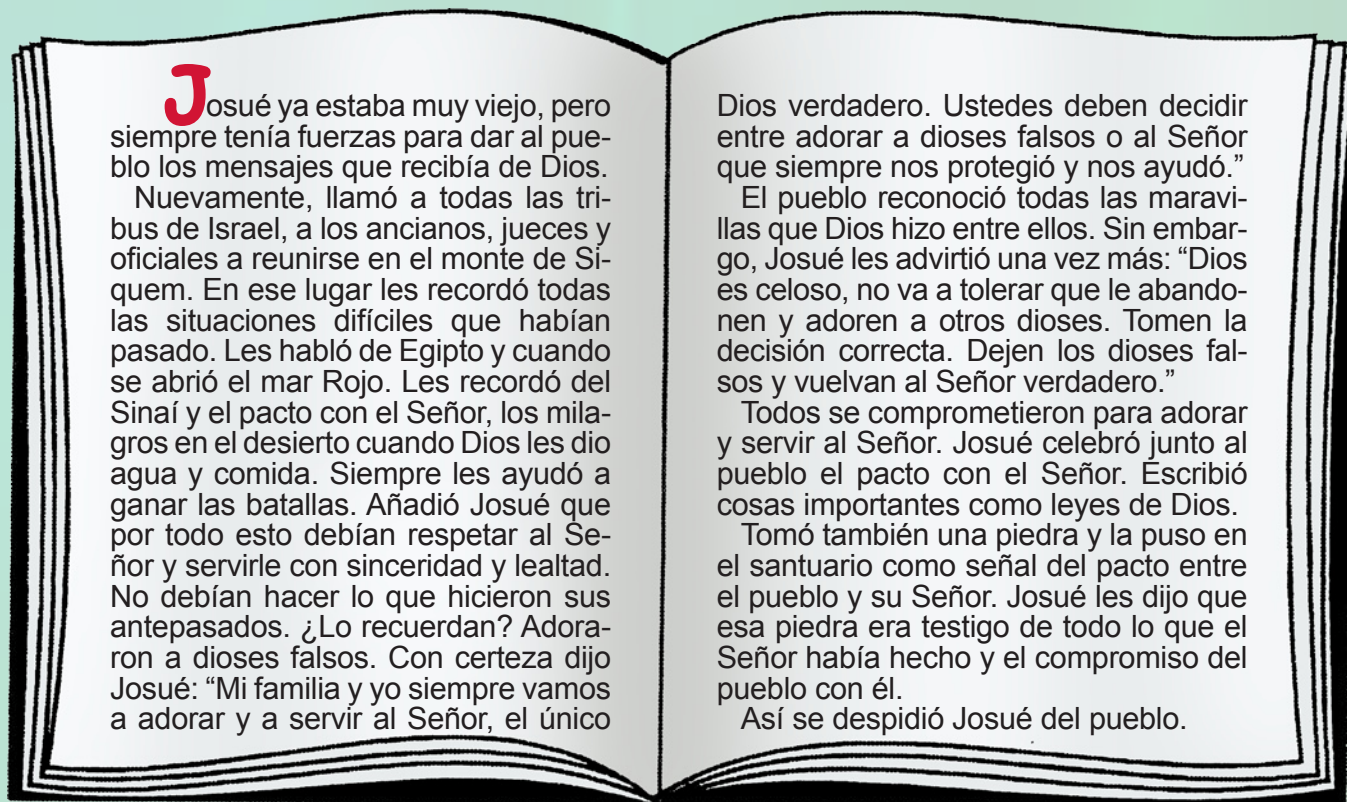 Josué ya estaba muy viejo, pero
siempre tenía fuerzas para dar al pue-
blo los mensajes que recibía de Dios.
Nuevamente, llamó a todas las tri-
bus de Israel, a los ancianos, jueces y
oficiales a reunirse en el monte de Si-
quem. En ese lugar les recordó todas
las situaciones difíciles que habían
pasado. Les habló de Egipto y cuando
se abrió el mar Rojo. Les recordó del
Sinaí y el pacto con el Señor, los mila-
gros en el desierto cuando Dios les dio
agua y comida. Siempre les ayudó a
ganar las batallas. Añadió Josué que
por todo esto debían respetar al Se-
ñor y servirle con sinceridad y lealtad.
No debían hacer lo que hicieron sus
antepasados. ¿Lo recuerdan? Adora-
ron a dioses falsos. Con certeza dijo
Josué: “Mi familia y yo siempre vamos
a adorar y a servir al Señor, el único
Dios verdadero. Ustedes deben decidir
entre adorar a dioses falsos o al Señor
que siempre nos protegió y nos ayudó.”
El pueblo reconoció todas las maravi-
llas que Dios hizo entre ellos. Sin embar-
go, Josué les advirtió una vez más: “Dios
es celoso, no va a tolerar que le abando-
nen y adoren a otros dioses. Tomen la
decisión correcta. Dejen los dioses fal-
sos y vuelvan al Señor verdadero.”
Todos se comprometieron para adorar
y servir al Señor. Josué celebró junto al
pueblo el pacto con el Señor. Escribió
cosas importantes como leyes de Dios.
Tomó también una piedra y la puso en
el santuario como señal del pacto entre
el pueblo y su Señor. Josué les dijo que
esa piedra era testigo de todo lo que el
Señor había hecho y el compromiso del
pueblo con él.
Así se despidió Josué del pueblo.